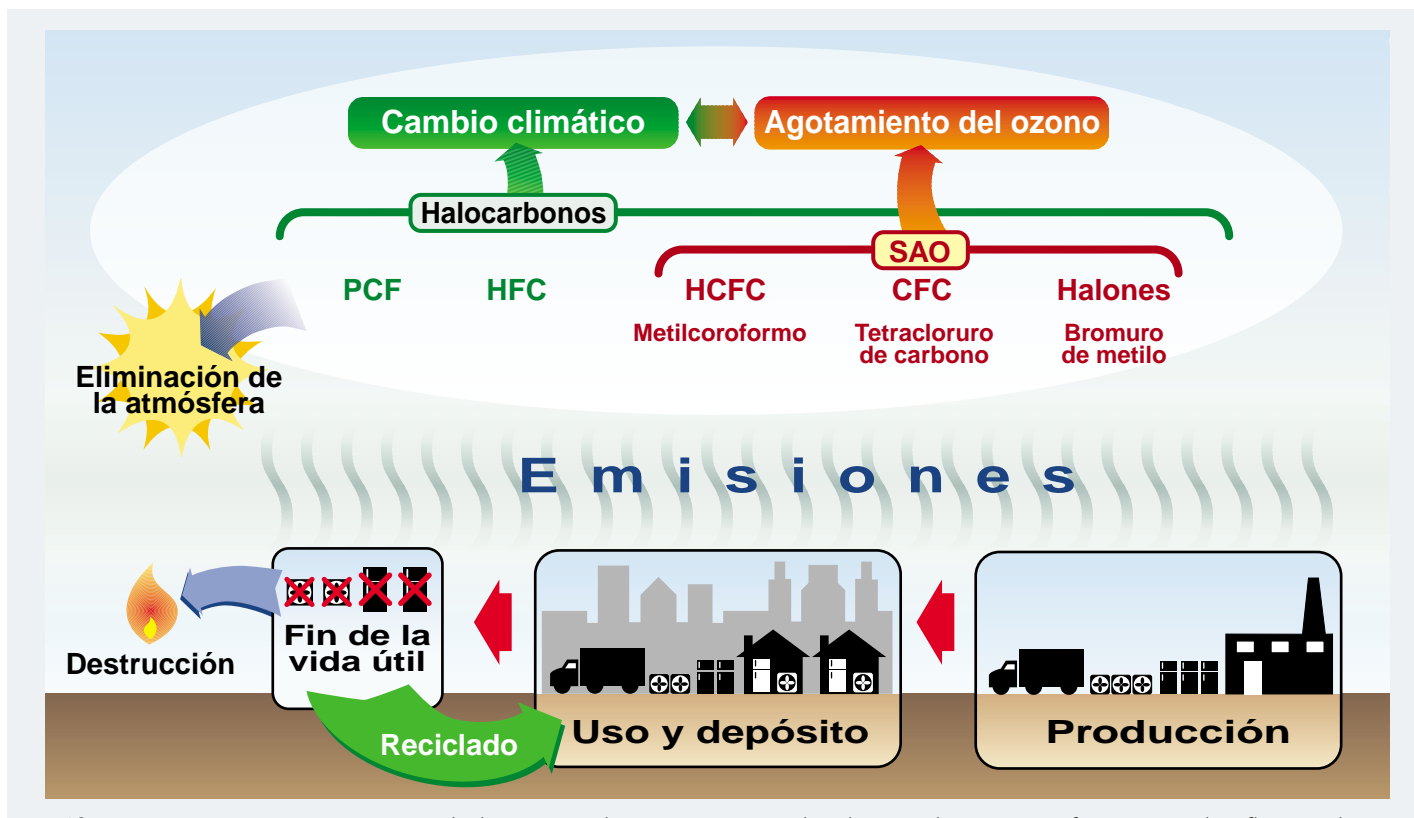 Cambio climático
Agotamiento del ozono
Halocarbonos
SAO
PCF
HFC
HCFC
CFC
Halones
Metilcoroformo
Tetracloruro
de carbono
Bromuro
de metilo
Eliminación de
la atmósfera
Emisiones
Destrucción
Fin de la
vida útil
Reciclado
Uso y depósito
Producción